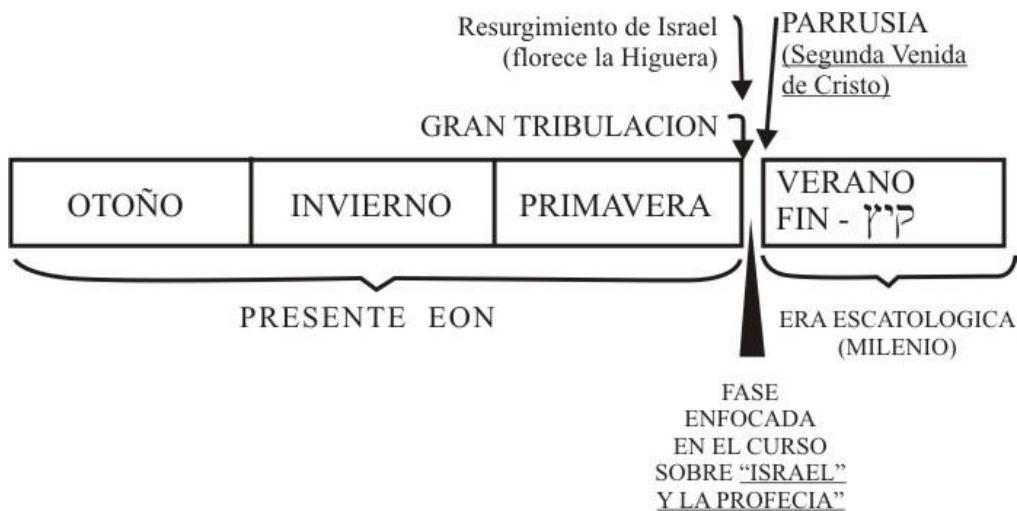 Resurgimiento de Israel
(florece la Higuera)
PARRUSIA
(Segunda Venida
de Cristo)
GRAN TRIBULACION
OTOÑO
INVIERNO
PRIMAVERA
VERANO
FIN - קיץ
PRESENTE EON
ERA ESCATOLOGICA
(MILENIO)
FASE
ENFOCADA
EN EL CURSO
SOBRE “ISRAEL”
Y LA PROFECIA”